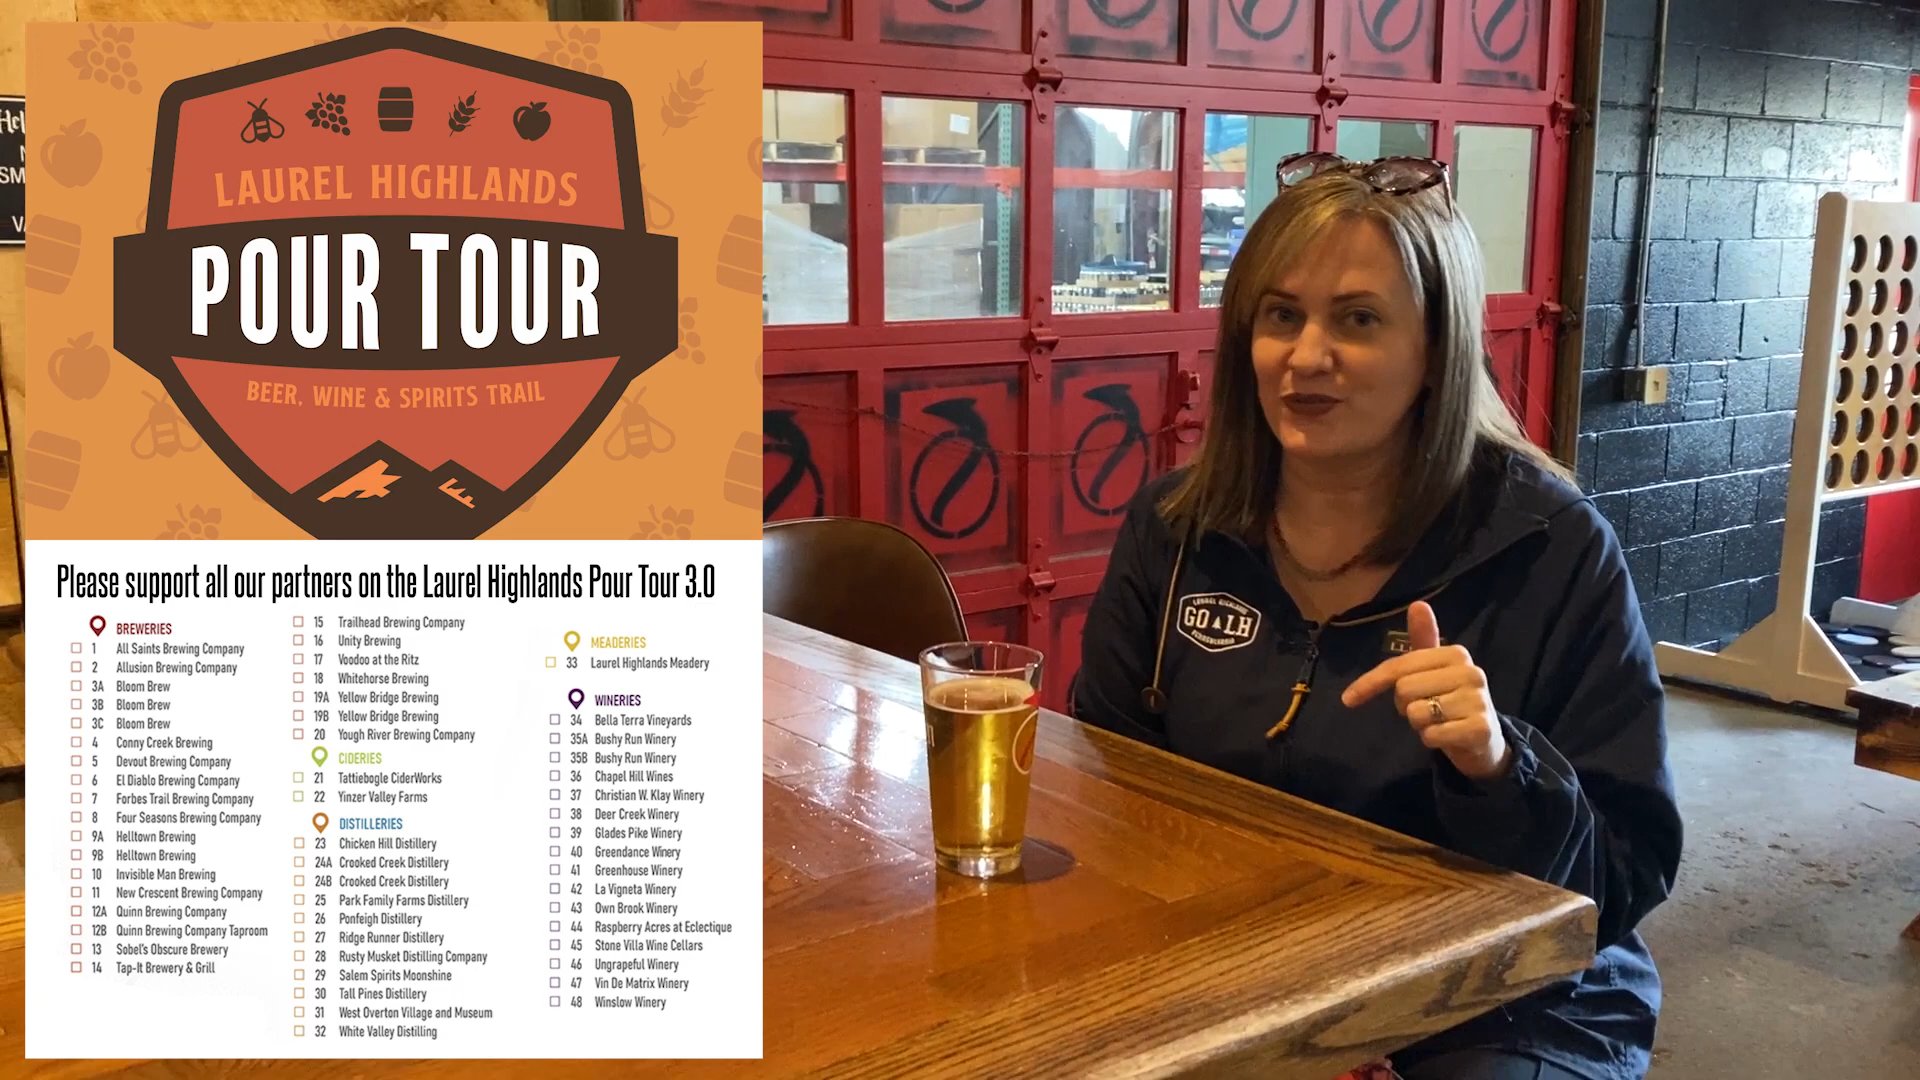 LAUREL HIGHLANDS
POUR TOUR
BEER, WINE & SPIRITS TRAIL
Please support all our partners on the Laurel Highlands Pour Tour 3.0
BREWERIES
1 All Saints Brewing Company
2 Allusion Brewing Company
3A Bloom Brew
3B Bloom Brew
3C Bloom Brew
4 Conny Creek Brewing
5 Devout Brewing Company
6 El Diablo Brewing Company
7 Forbes Trail Brewing Company
8 Four Seasons Brewing Company
9A Helltown Brewing
9B Helltown Brewing
10 Invisible Man Brewing
11 New Crescent Brewing Company
12A Quinn Brewing Company
12B Quinn Brewing Company Taproom
13 Sobel's Obscure Brewery
14 Tap-It Brewery & Grill
15 Trailhead Brewing Company
16 Unity Brewing
17 Voodoo at the Ritz
18 Whitehorse Brewing
19A Yellow Bridge Brewing
19B Yellow Bridge Brewing
20 Yough River Brewing Company
CIDERIES
21 Tattiebogle CiderWorks
22 Yinzer Valley Farms
DISTILLERIES
23 Chicken Hill Distillery
24A Crooked Creek Distillery
24B Crooked Creek Distillery
25 Park Family Farms Distillery
26 Ponfeigh Distillery
27 Ridge Runner Distillery
28 Rusty Musket Distilling Company
29 Salem Spirits Moonshine
30 Tall Pines Distillery
31 West Overton Village and Museum
32 White Valley Distilling
MEADERIES
33 Laurel Highlands Meadery
WINERIES
34 Bella Terra Vineyards
35A Bushy Run Winery
35B Bushy Run Winery
36 Chapel Hill Wines
37 Christian W. Klay Winery
38 Deer Creek Winery
39 Glades Pike Winery
40 Greendance Winery
41 Greenhouse Winery
42 La Vigneta Winery
43 Own Brook Winery
44 Raspberry Acres at Eclectique
45 Stone Villa Wine Cellars
46 Ungrapeful Winery
47 Vin De Matrix Winery
48 Winslow Winery
LAUREL HIGHLANDS
GO LH
PENNSYLVANIA